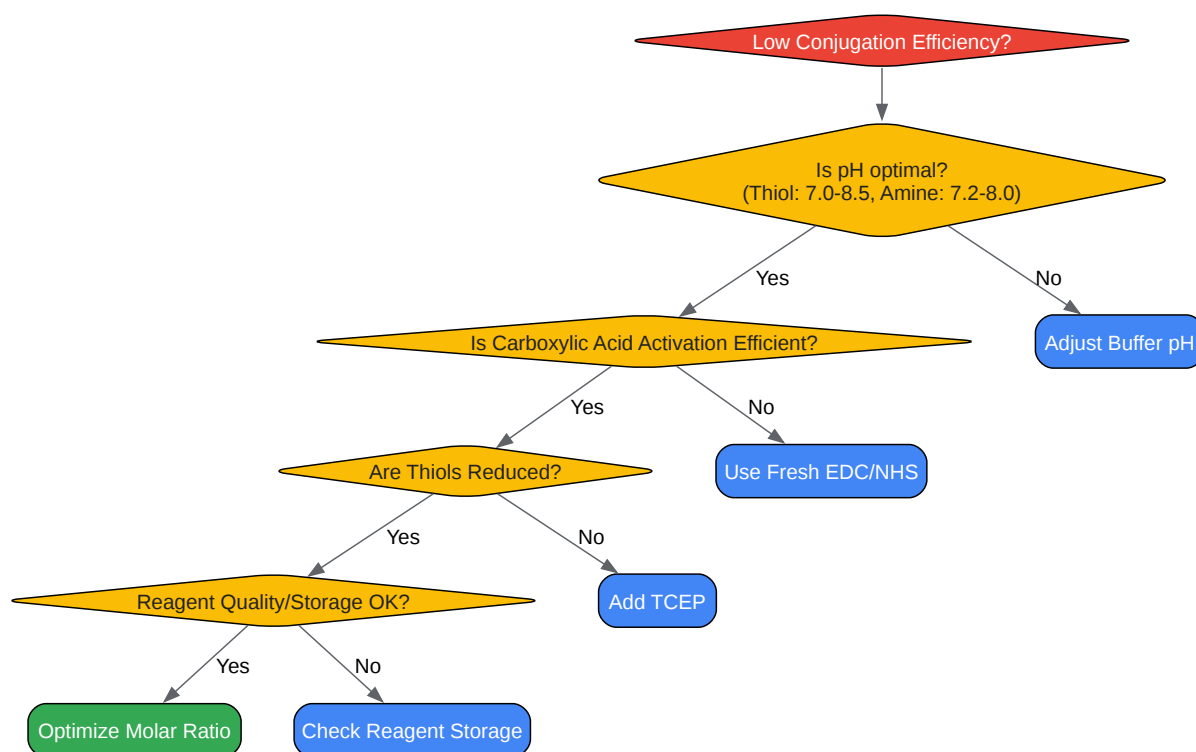 Low Conjugation Efficiency?
Is pH optimal?
(Thiol: 7.0-8.5, Amine: 7.2-8.0)
Yes
No
Is Carboxylic Acid Activation Efficient?
Adjust Buffer pH
Yes
No
Are Thiols Reduced?
Use Fresh EDC/NHS
Yes
No
Reagent Quality/Storage OK?
Add TCEP
Yes
No
Optimize Molar Ratio
Check Reagent Storage